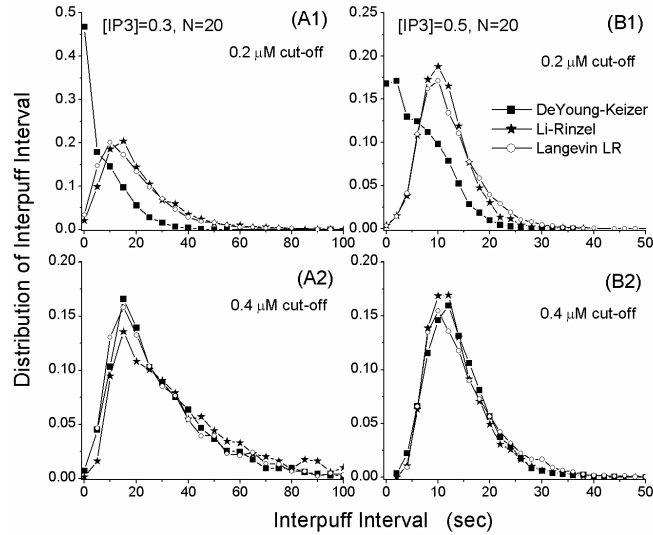 [IP3]=0.3, N=20
(A1)
0.2 μM cut-off
0.5
0.4
0.3
0.2
0.1
0.0
0 20 40 60 80 100
[IP3]=0.5, N=20
(B1)
0.2 μM cut-off
DeYoung-Keizer
Li-Rinzel
Langevin LR
0.25
0.20
0.15
0.10
0.05
0.00
0 10 20 30 40 50
(A2)
0.4 μM cut-off
0.20
0.15
0.10
0.05
0.00
0 20 40 60 80 100
(B2)
0.4 μM cut-off
0.20
0.15
0.10
0.05
0.00
0 10 20 30 40 50
Distribution of Interpuff Interval
Interpuff Interval (sec)